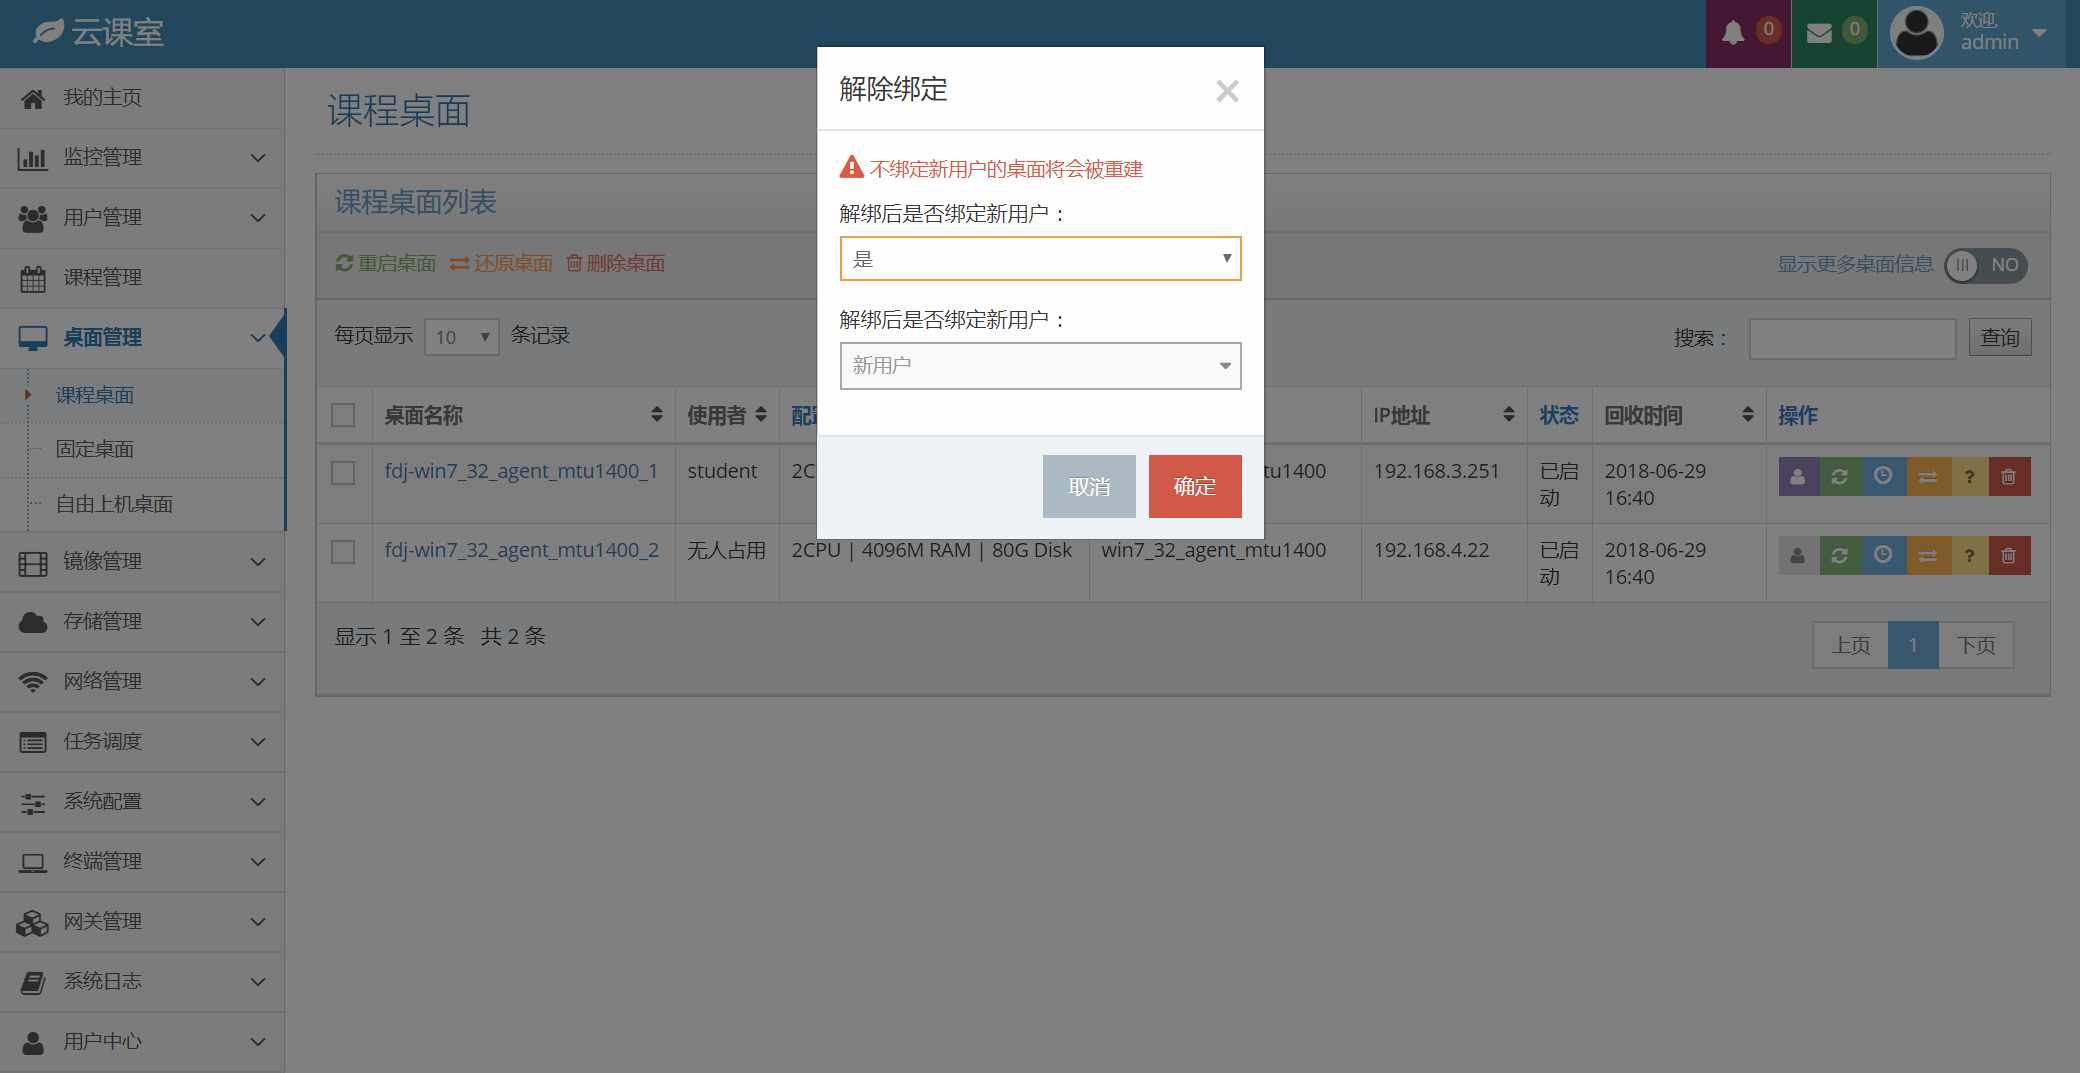 云课室
0
0
欢迎,
admin
我的主页
监控管理
用户管理
课程管理
桌面管理
课程桌面
固定桌面
自由上机桌面
镜像管理
存储管理
网络管理
任务调度
系统配置
终端管理
网关管理
系统日志
用户中心
课程桌面
课程桌面列表
重启桌面 还原桌面 删除桌面
显示更多桌面信息 NO
每页显示 10 条记录
搜索： 查询
桌面名称 使用者 配 IP地址 状态 回收时间 操作
fdj-win7_32_agent_mtu1400_1 student 2C tu1400 192.168.3.251 已启动 2018-06-29 16:40 ?
fdj-win7_32_agent_mtu1400_2 无人占用 2CPU | 4096M RAM | 80G Disk win7_32_agent_mtu1400 192.168.4.22 已启动 2018-06-29 16:40 ?
显示 1 至 2 条 共 2 条
上页 1 下页
解除绑定 ×
不绑定新用户的桌面将会被重建
解绑后是否绑定新用户：
是
解绑后是否绑定新用户：
新用户
取消 确定